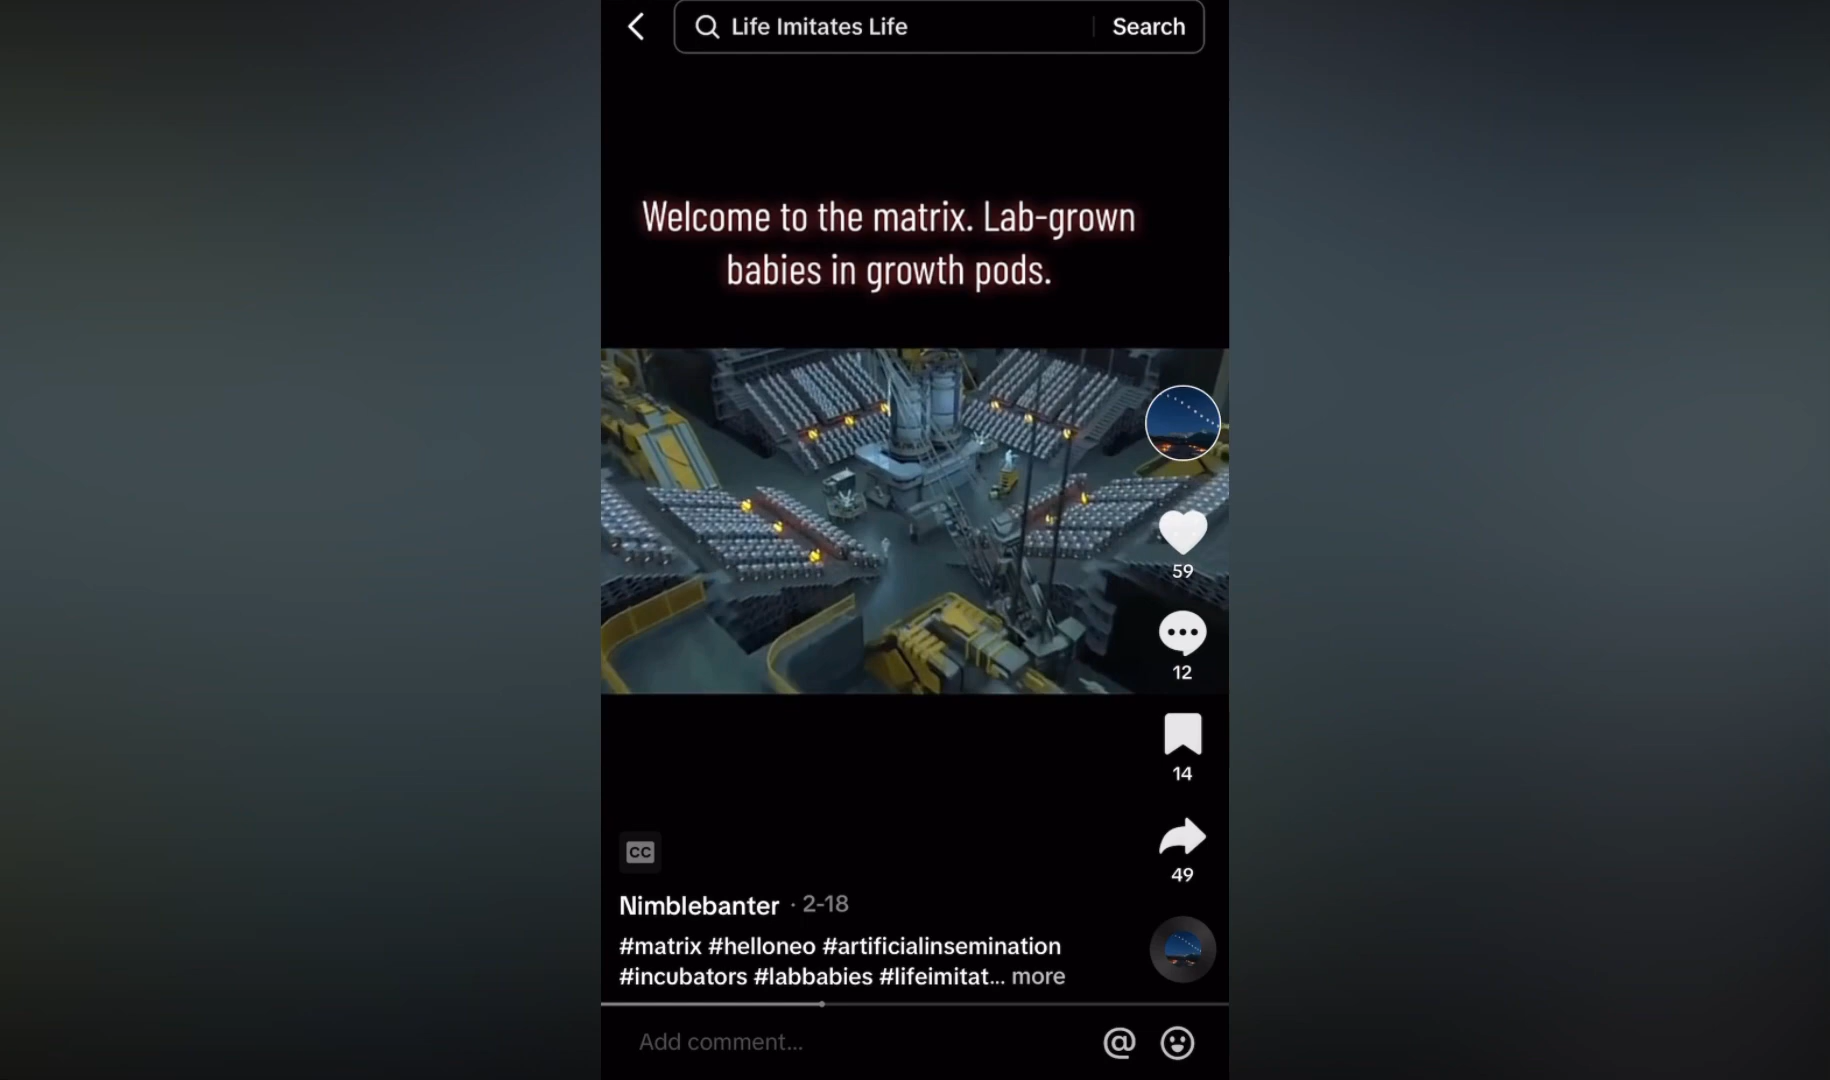 Life Imitates Life
Search
Welcome to the matrix. Lab-grown
babies in growth pods.
59
12
14
49
CC
Nimblebanter · 2-18
#matrix #helloneo #artificialinsemination
#incubators #labbabies #lifeimitat... more
Add comment...
@